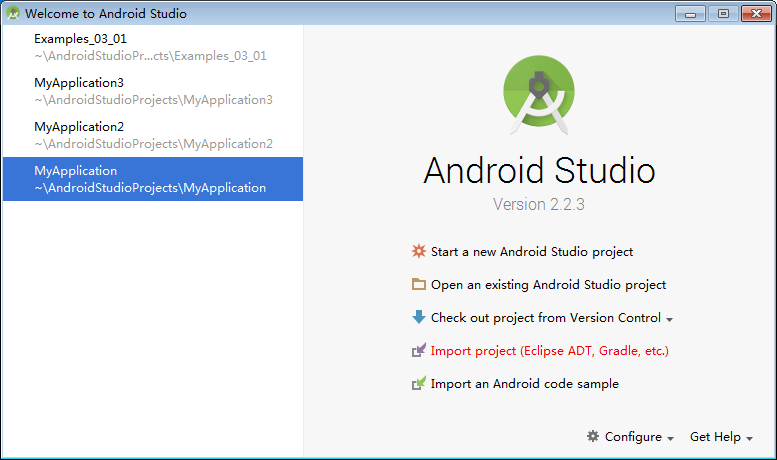 Welcome to Android Studio
Examples_03_01
~\AndroidStudioPr...cts\Examples_03_01
MyApplication3
~\AndroidStudioProjects\MyApplication3
MyApplication2
~\AndroidStudioProjects\MyApplication2
MyApplication
~\AndroidStudioProjects\MyApplication
Android Studio
Version 2.2.3
Start a new Android Studio project
Open an existing Android Studio project
Check out project from Version Control
Import project (Eclipse ADT, Gradle, etc.)
Import an Android code sample
Configure Get Help